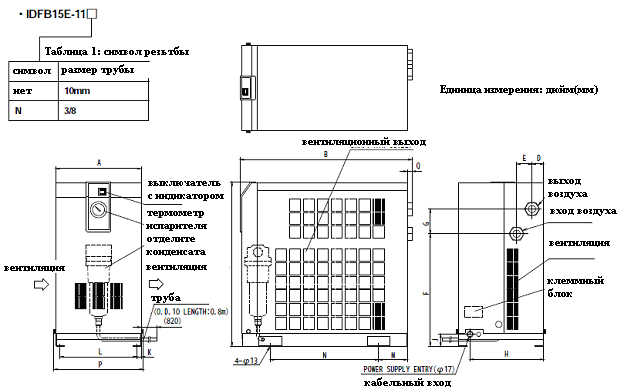 · IDFB15E-11□
Таблица 1: символ резьтбы
символ размер трубы
нет 10mm
N 3/8
Единица измерения: дюйм(мм)
вентиляционный выход
A
B
Q
E D
выключатель
с индикатором
термометр
испарителя
отделите
конденсата
вентиляция
вентиляция
труба
(O.D.10 LENGTH:0.8m)
(820)
выход
воздуха
вход воздуха
G
вентиляция
F
клеммный
блок
J
L
K
P
4-φ13
N
M
H
POWER SUPPLY ENTRY(φ17)
кабельный вход